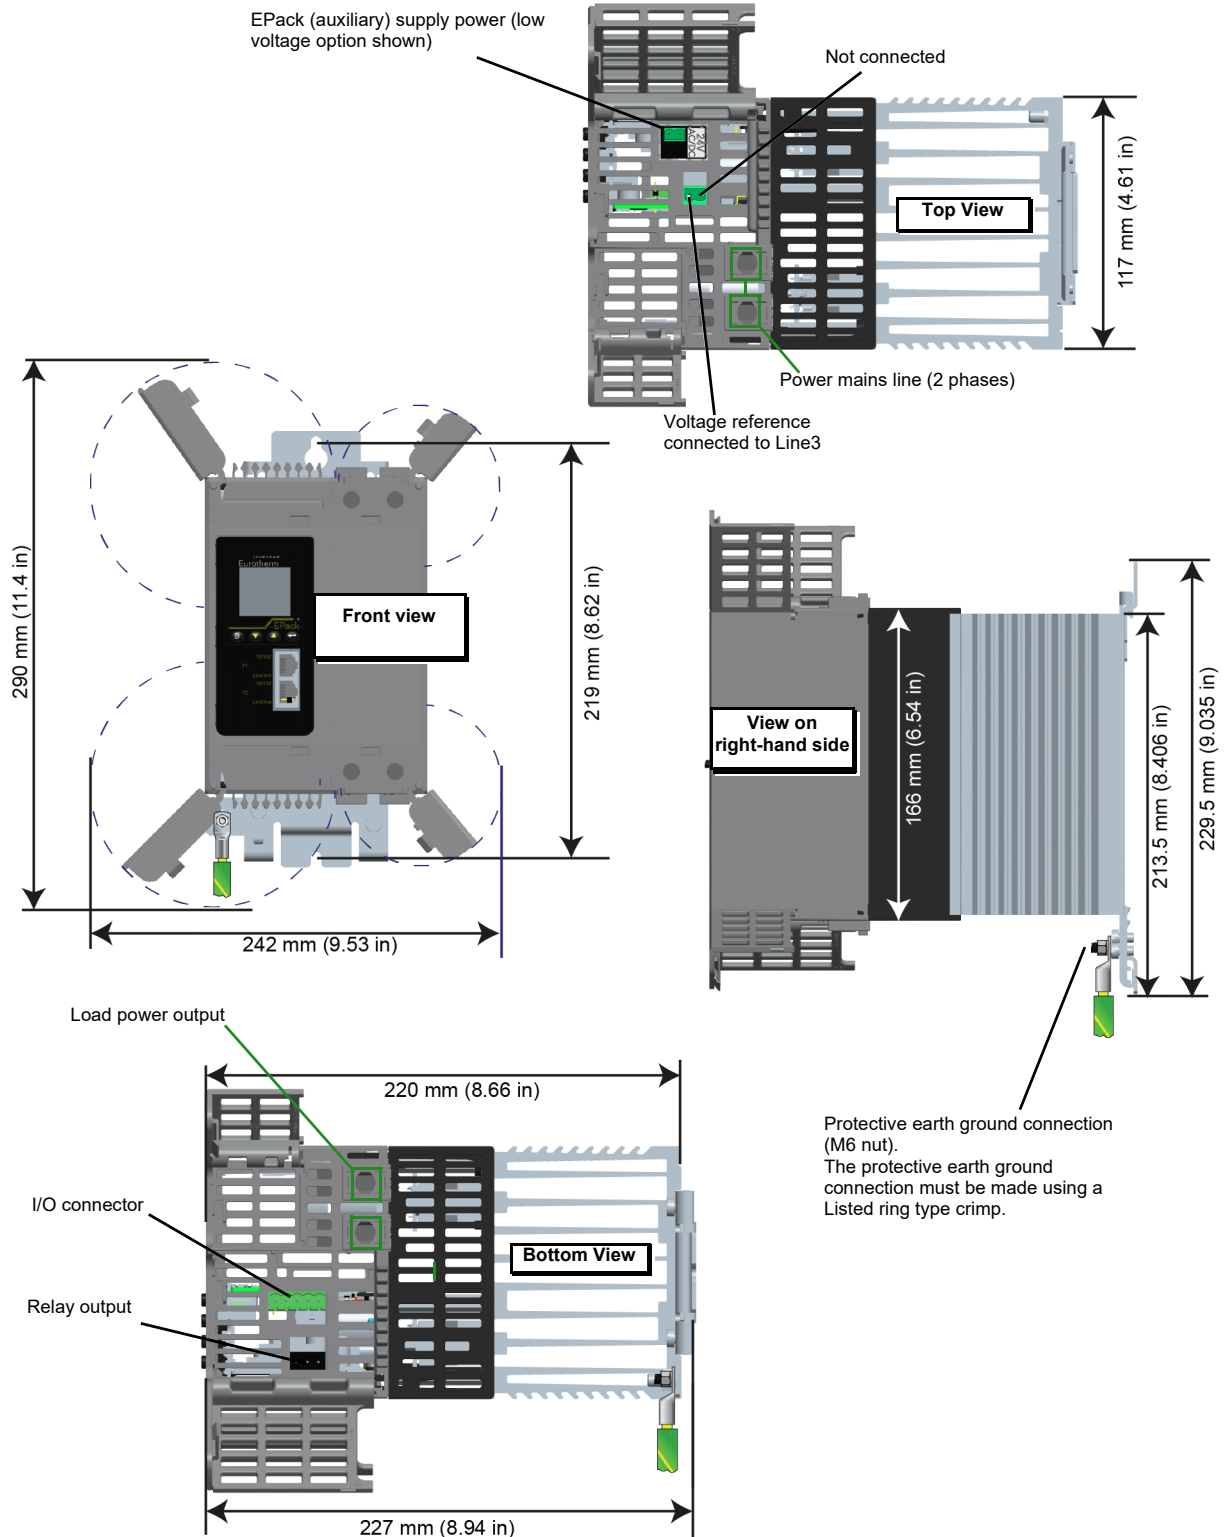 EPack (auxiliary) supply power (low
voltage option shown)
Not connected
24V
AC/DC
Top View
117 mm (4.61 in)
Power mains line (2 phases)
Voltage reference
connected to Line3
290 mm (11.4 in)
Eurotherm
EPack
Front view
219 mm (8.62 in)
242 mm (9.53 in)
View on
right-hand side
166 mm (6.54 in)
213.5 mm (8.406 in)
229.5 mm (9.035 in)
Load power output
220 mm (8.66 in)
Protective earth ground connection
(M6 nut).
The protective earth ground
connection must be made using a
Listed ring type crimp.
I/O connector
Relay output
Bottom View
227 mm (8.94 in)